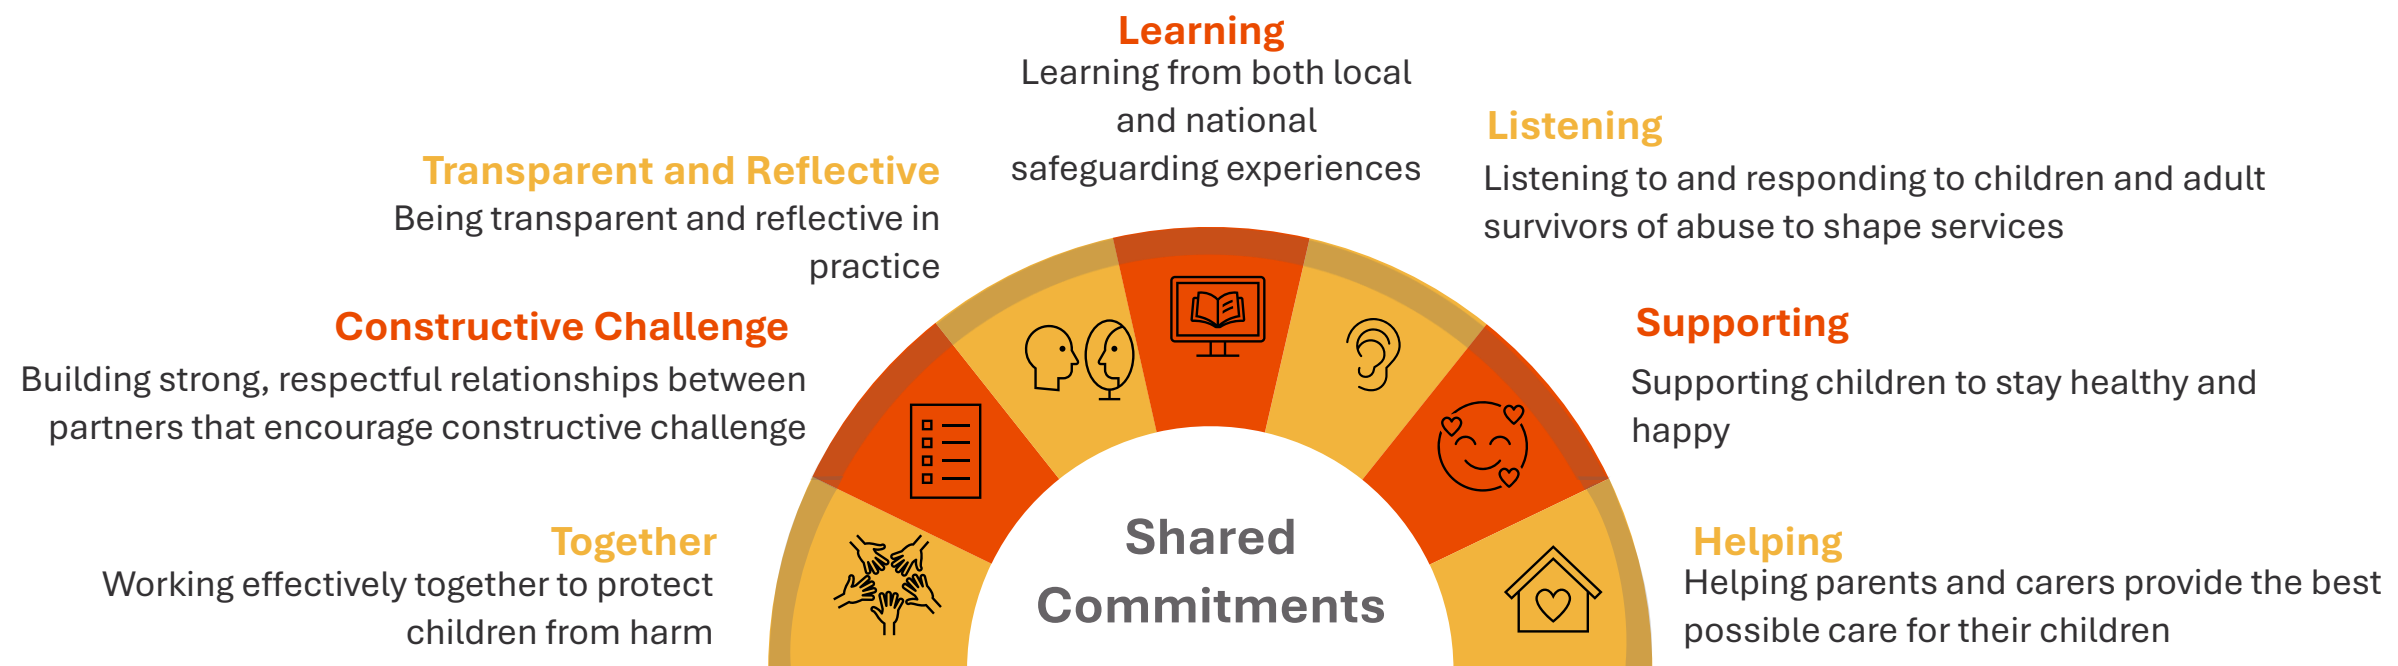 Learning
Learning from both local
and national
safeguarding experiences
Listening
Listening to and responding to children and adult
survivors of abuse to shape services
Transparent and Reflective
Being transparent and reflective in
practice
Constructive Challenge
Building strong, respectful relationships between
partners that encourage constructive challenge
Supporting
Supporting children to stay healthy and
happy
Together
Working effectively together to protect
children from harm
Shared
Commitments
Helping
Helping parents and carers provide the best
possible care for their children